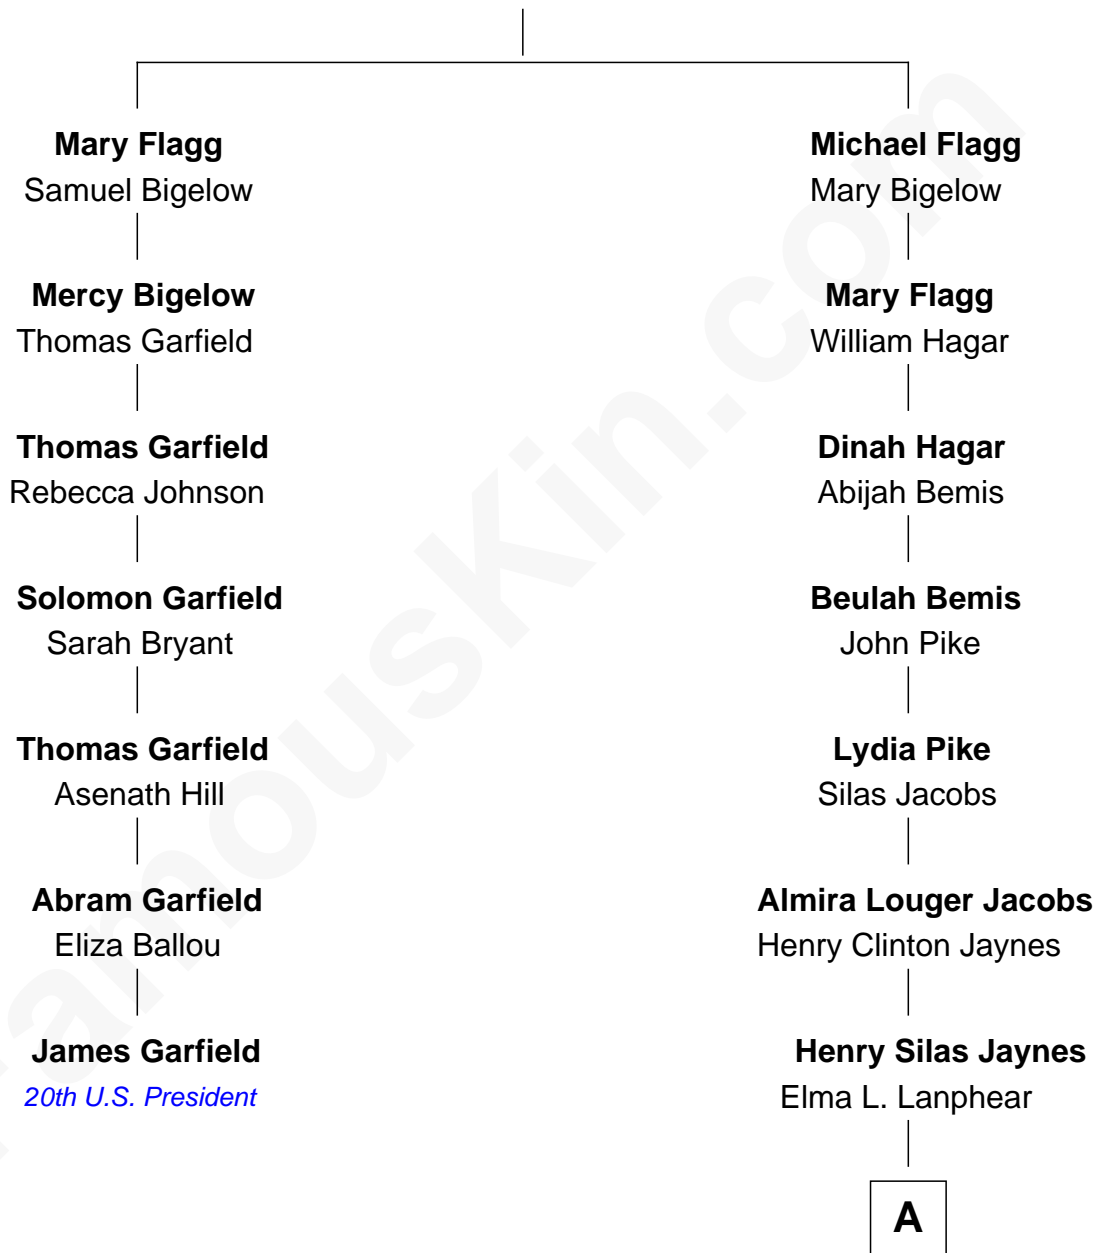 Mary Flagg
Samuel Bigelow
Mercy Bigelow
Thomas Garfield
Thomas Garfield
Rebecca Johnson
Solomon Garfield
Sarah Bryant
Thomas Garfield
Asenath Hill
Abram Garfield
Eliza Ballou
James Garfield
20th U.S. President
Michael Flagg
Mary Bigelow
Mary Flagg
William Hagar
Dinah Hagar
Abijah Bemis
Beulah Bemis
John Pike
Lydia Pike
Silas Jacobs
Almira Louger Jacobs
Henry Clinton Jaynes
Henry Silas Jaynes
Elma L. Lanphear
A
FamousKin.com